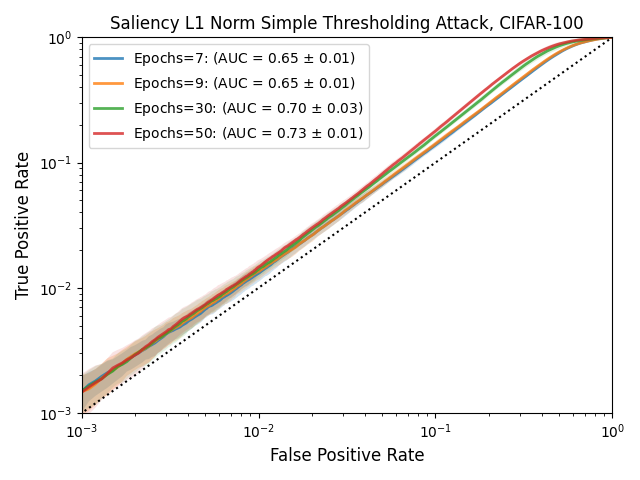 Saliency L1 Norm Simple Thresholding Attack, CIFAR-100
Epochs=7: (AUC = 0.65 ± 0.01)
Epochs=9: (AUC = 0.65 ± 0.01)
Epochs=30: (AUC = 0.70 ± 0.03)
Epochs=50: (AUC = 0.73 ± 0.01)
True Positive Rate
10⁰
10⁻¹
10⁻²
10⁻³
10⁻³ 10⁻² 10⁻¹ 10⁰
False Positive Rate